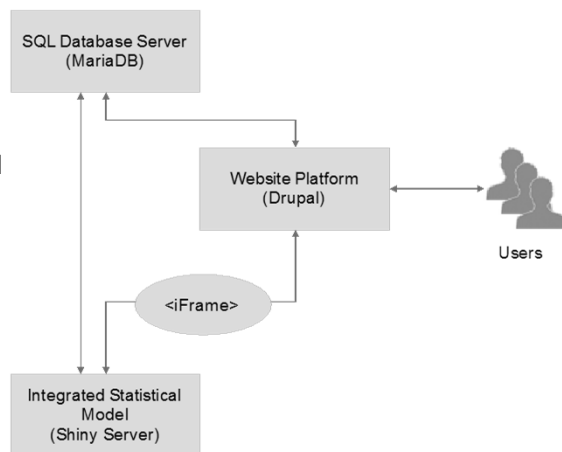 SQL Database Server
(MariaDB)
Website Platform
(Drupal)
Users
<iFrame>
Integrated Statistical
Model
(Shiny Server)